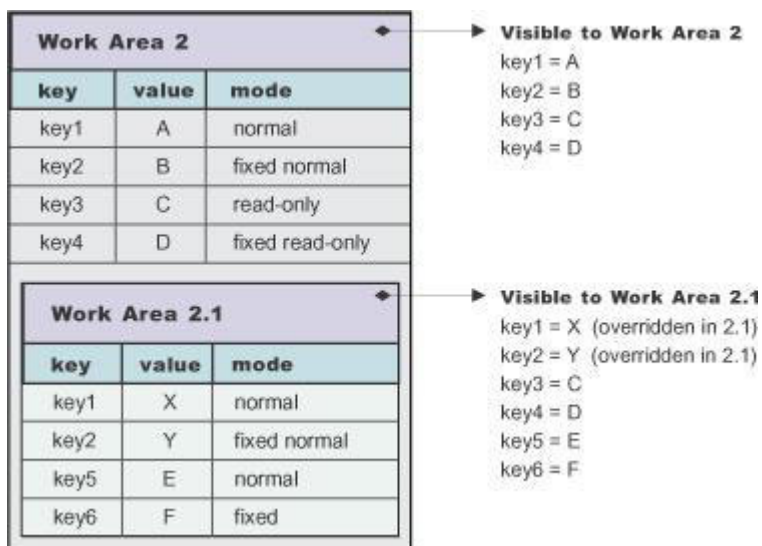 Work Area 2
key value mode
key1 A normal
key2 B fixed normal
key3 C read-only
key4 D fixed read-only
Visible to Work Area 2
key1 = A
key2 = B
key3 = C
key4 = D
Work Area 2.1
key value mode
key1 X normal
key2 Y fixed normal
key5 E normal
key6 F fixed
Visible to Work Area 2.1
key1 = X (overridden in 2.1)
key2 = Y (overridden in 2.1)
key3 = C
key4 = D
key5 = E
key6 = F